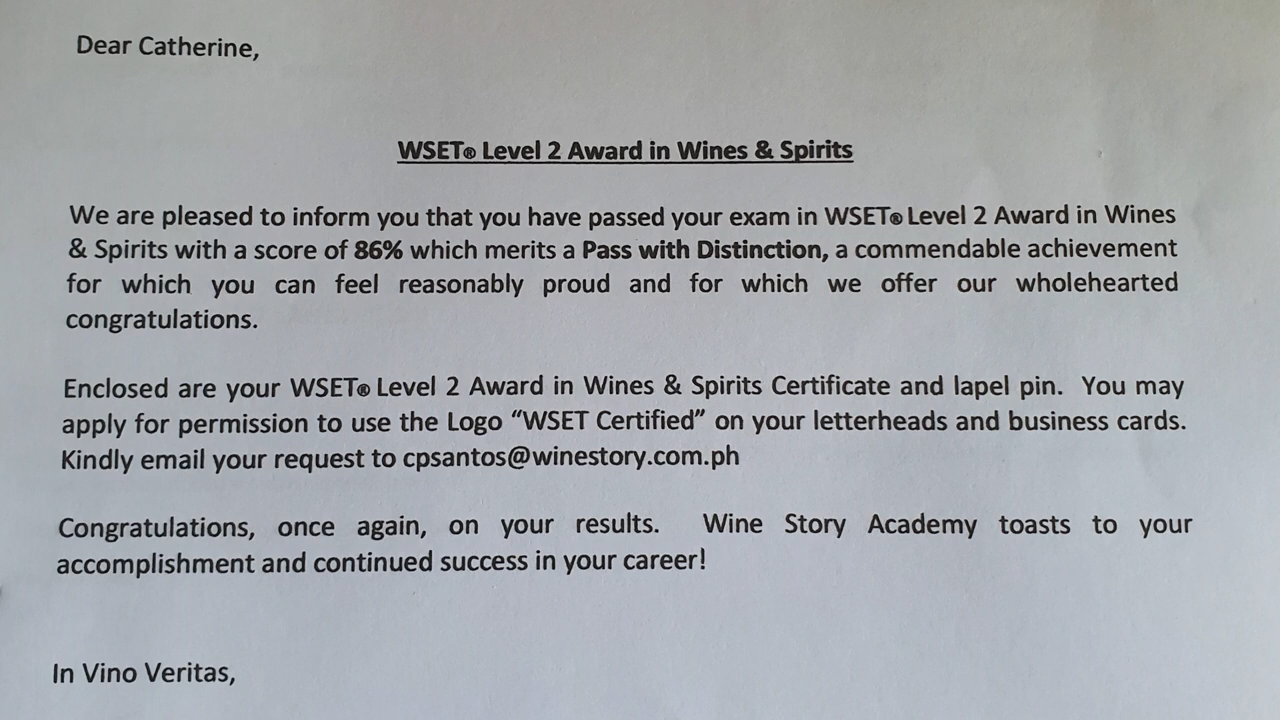 Dear Catherine,
WSET® Level 2 Award in Wines & Spirits
We are pleased to inform you that you have passed your exam in WSET® Level 2 Award in Wines
& Spirits with a score of 86% which merits a Pass with Distinction, a commendable achievement
for which you can feel reasonably proud and for which we offer our wholehearted
congratulations.
Enclosed are your WSET® Level 2 Award in Wines & Spirits Certificate and lapel pin. You may
apply for permission to use the Logo “WSET Certified” on your letterheads and business cards.
Kindly email your request to cpsantos@winestory.com.ph
Congratulations, once again, on your results. Wine Story Academy toasts to your
accomplishment and continued success in your career!
In Vino Veritas,